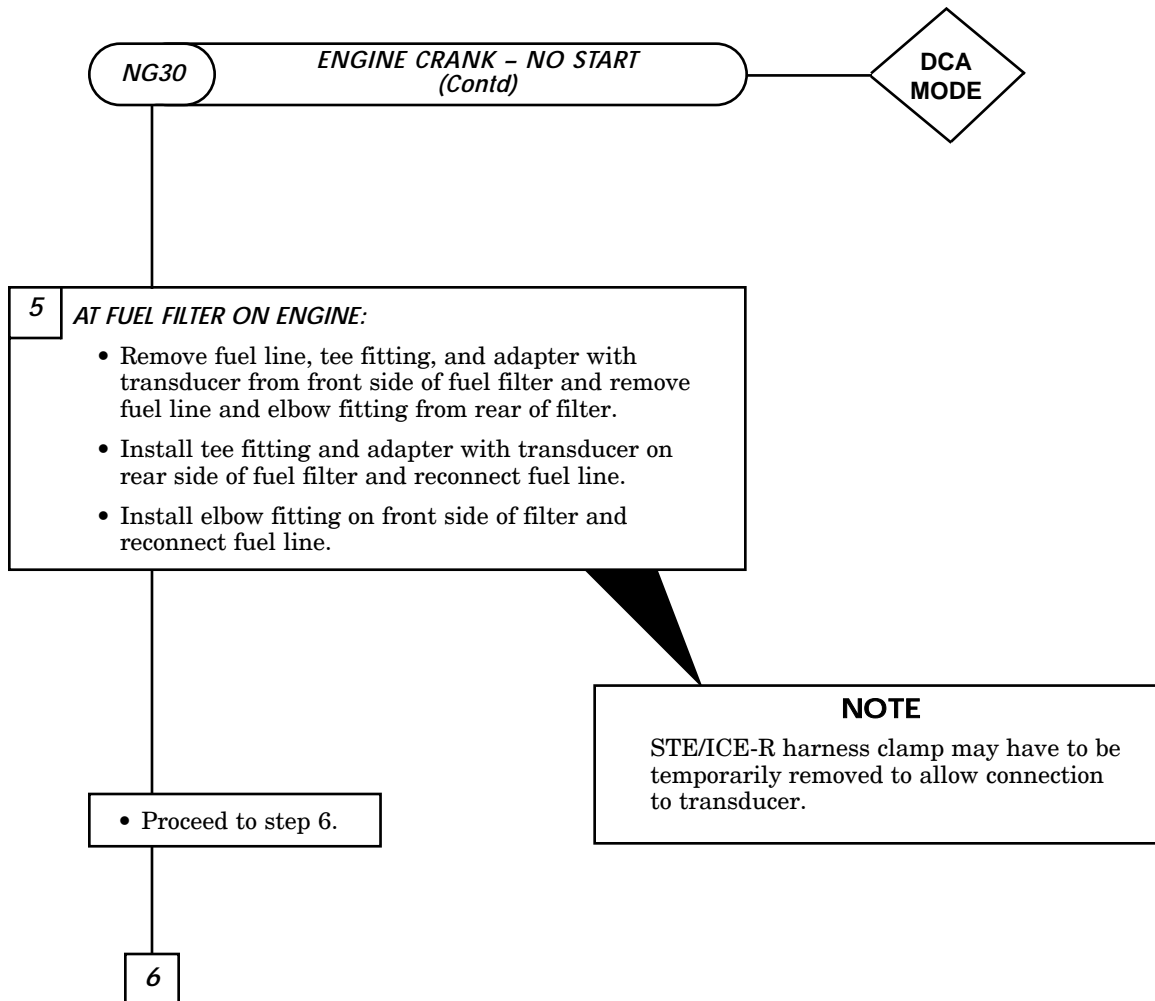 NG30
ENGINE CRANK – NO START
(Contd)
DCA
MODE
5
AT FUEL FILTER ON ENGINE:
• Remove fuel line, tee fitting, and adapter with
transducer from front side of fuel filter and remove
fuel line and elbow fitting from rear of filter.
• Install tee fitting and adapter with transducer on
rear side of fuel filter and reconnect fuel line.
• Install elbow fitting on front side of filter and
reconnect fuel line.
NOTE
STE/ICE-R harness clamp may have to be
temporarily removed to allow connection
to transducer.
• Proceed to step 6.
6